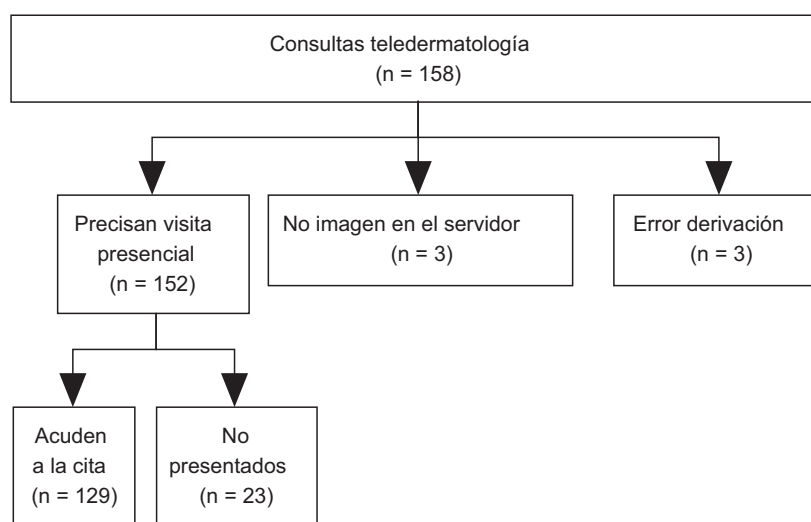 Consultas teledermatología
(n = 158)
Precisan visita
presencial
(n = 152)
No imagen en el servidor
(n = 3)
Error derivación
(n = 3)
Acuden
a la cita
(n = 129)
No
presentados
(n = 23)